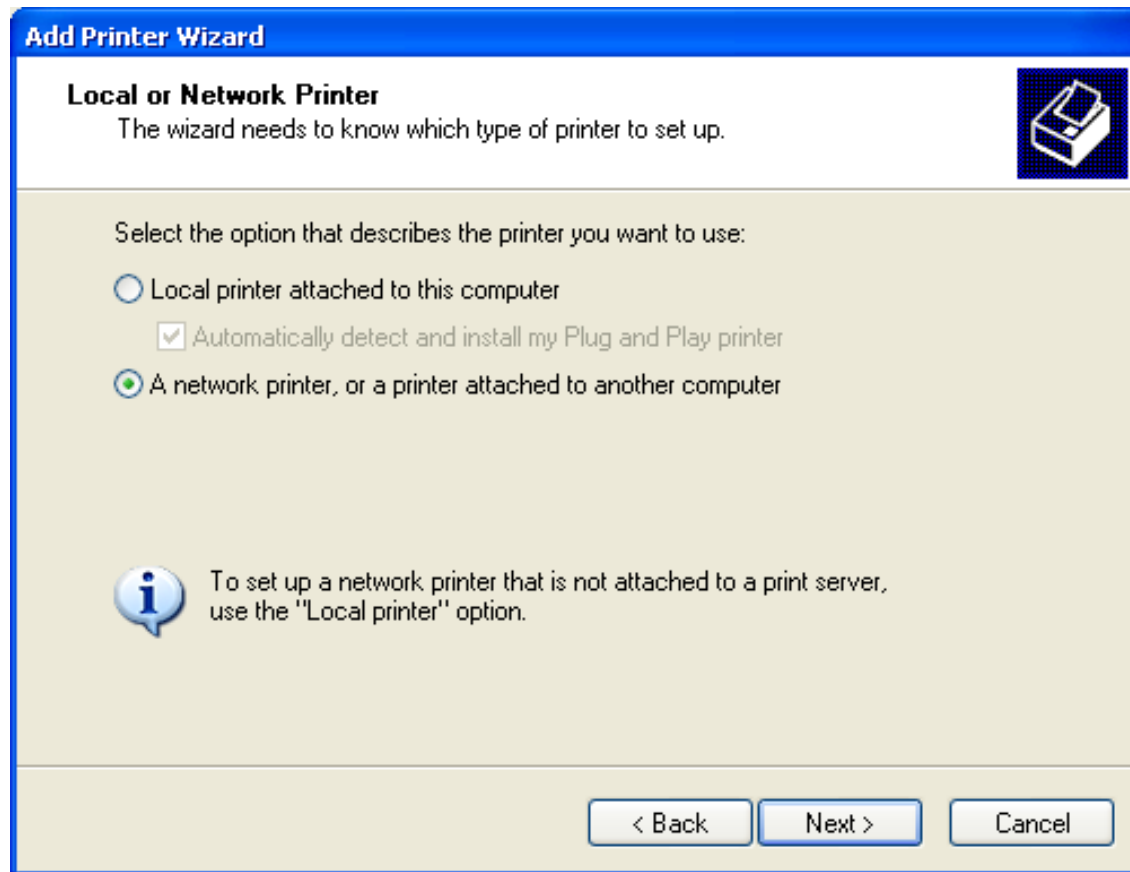 Add Printer Wizard
Local or Network Printer
The wizard needs to know which type of printer to set up.
Select the option that describes the printer you want to use:
Local printer attached to this computer
Automatically detect and install my Plug and Play printer
A network printer, or a printer attached to another computer
To set up a network printer that is not attached to a print server,
use the "Local printer" option.
< Back Next > Cancel